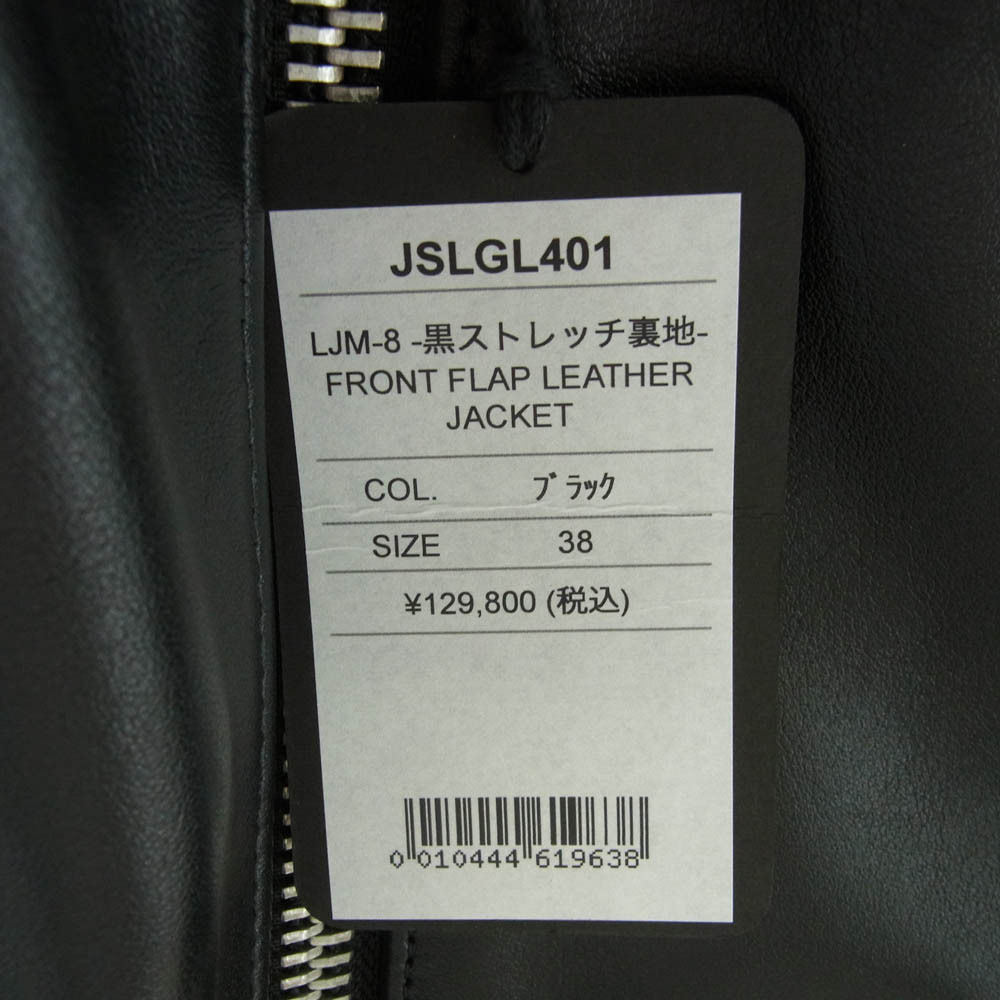 JSLGL401
LJM-8 -黒ストレッチ裏地-
FRONT FLAP LEATHER
JACKET
COL. ﾌﾞﾗｯｸ
SIZE 38
¥129,800 (税込)
0 010444 619638